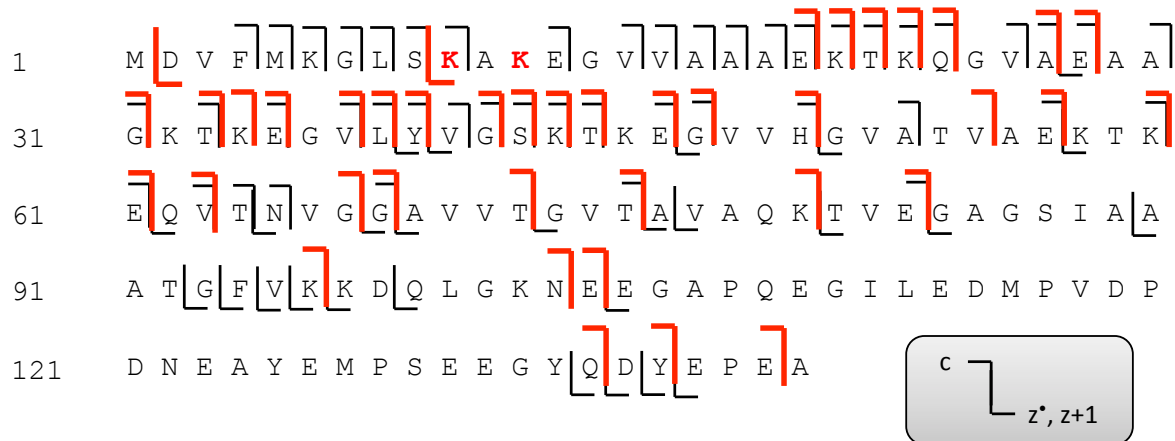 1 M D V F M K G L S K A K E G V V A A A E K T K Q G V A E A A
31 G K T K E G V L Y V G S K T K E G V V H G V A T V A E K T K
61 E Q V T N V G G A V V T G V T A V A Q K T V E G A G S I A A
91 A T G F V K K D Q L G K N E E G A P Q E G I L E D M P V D P
121 D N E A Y E M P S E E G Y Q D Y E P E A
c
z•, z+1